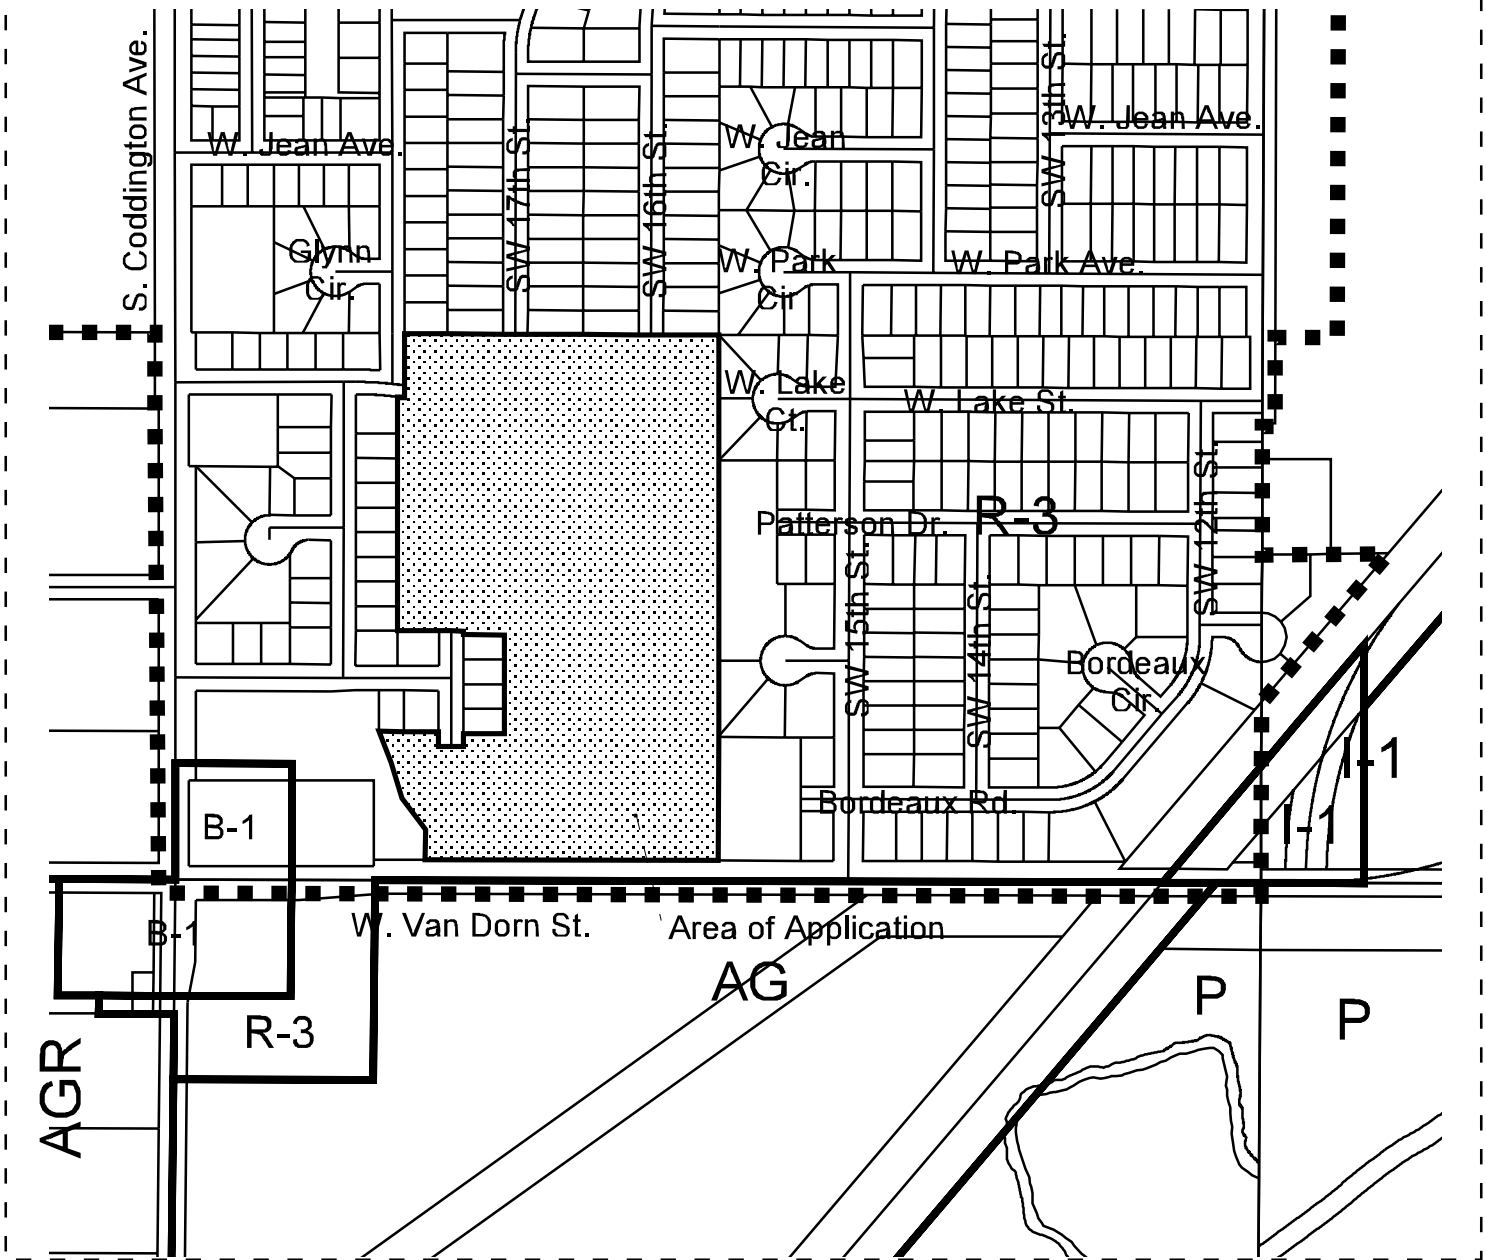 S. Coddington Ave.
W. Jean Ave.
Glynn
Cir.
SW 17th St.
SW 16th St.
W. Jean
Cir.
W. Park
Cir
SW 13th St.
W. Jean Ave.
W. Park Ave.
W. Lake
Ct.
W. Lake St.
Patterson Dr.
R-3
SW 12th St.
SW 15th St.
SW 14th St.
Bordeaux
Cir.
Bordeaux Rd.
I-1
I-1
B-1
B-1
W. Van Dorn St.
Area of Application
AG
P
P
R-3
AGR